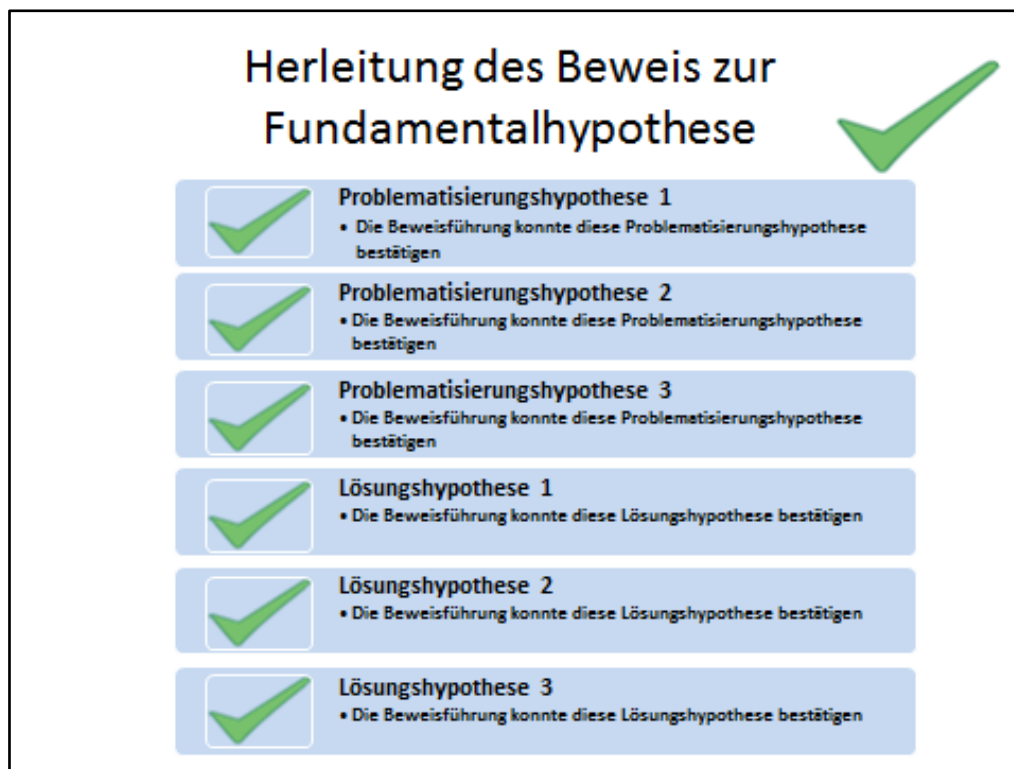 Herleitung des Beweis zur
Fundamentalhypothese
Problematisierungshypothese 1
• Die Beweisführung konnte diese Problematisierungshypothese
bestätigen
Problematisierungshypothese 2
• Die Beweisführung konnte diese Problematisierungshypothese
bestätigen
Problematisierungshypothese 3
• Die Beweisführung konnte diese Problematisierungshypothese
bestätigen
Lösungshypothese 1
• Die Beweisführung konnte diese Lösungshypothese bestätigen
Lösungshypothese 2
• Die Beweisführung konnte diese Lösungshypothese bestätigen
Lösungshypothese 3
• Die Beweisführung konnte diese Lösungshypothese bestätigen